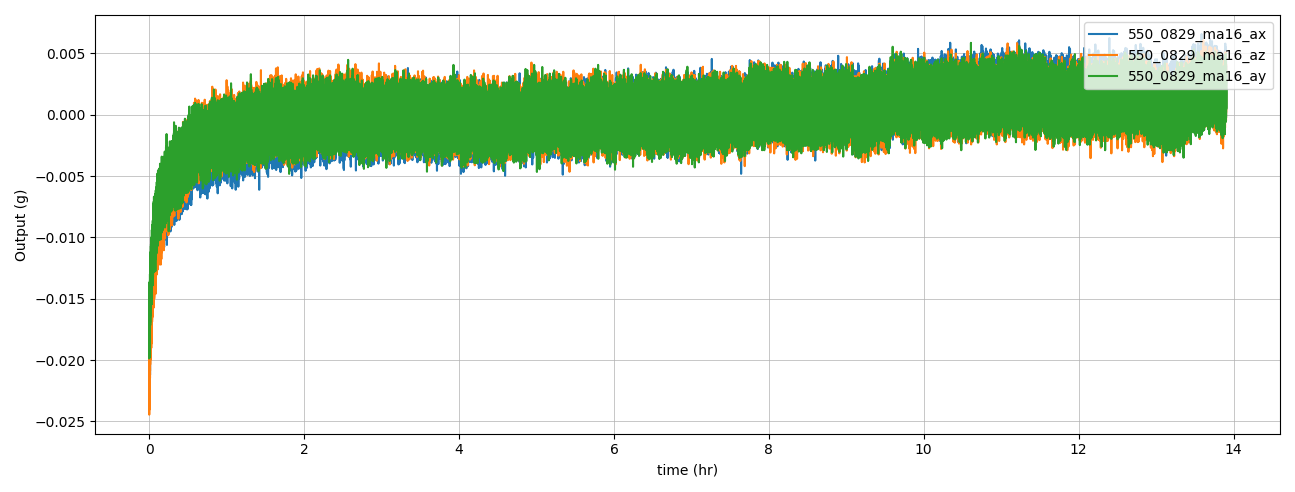 550_0829_ma16_ax
550_0829_ma16_az
550_0829_ma16_ay
Output (g)
0.005
0.000
−0.005
−0.010
−0.015
−0.020
−0.025
0 2 4 6 8 10 12 14
time (hr)